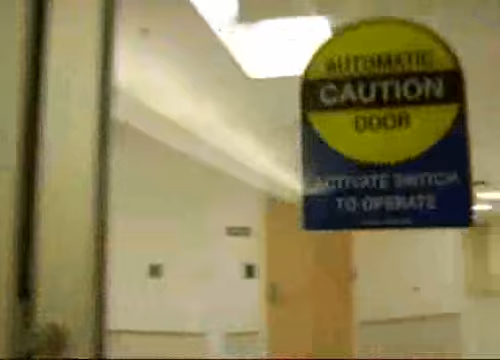 AUTOMATIC
CAUTION
DOOR
ACTIVATE SWITCH
TO OPERATE